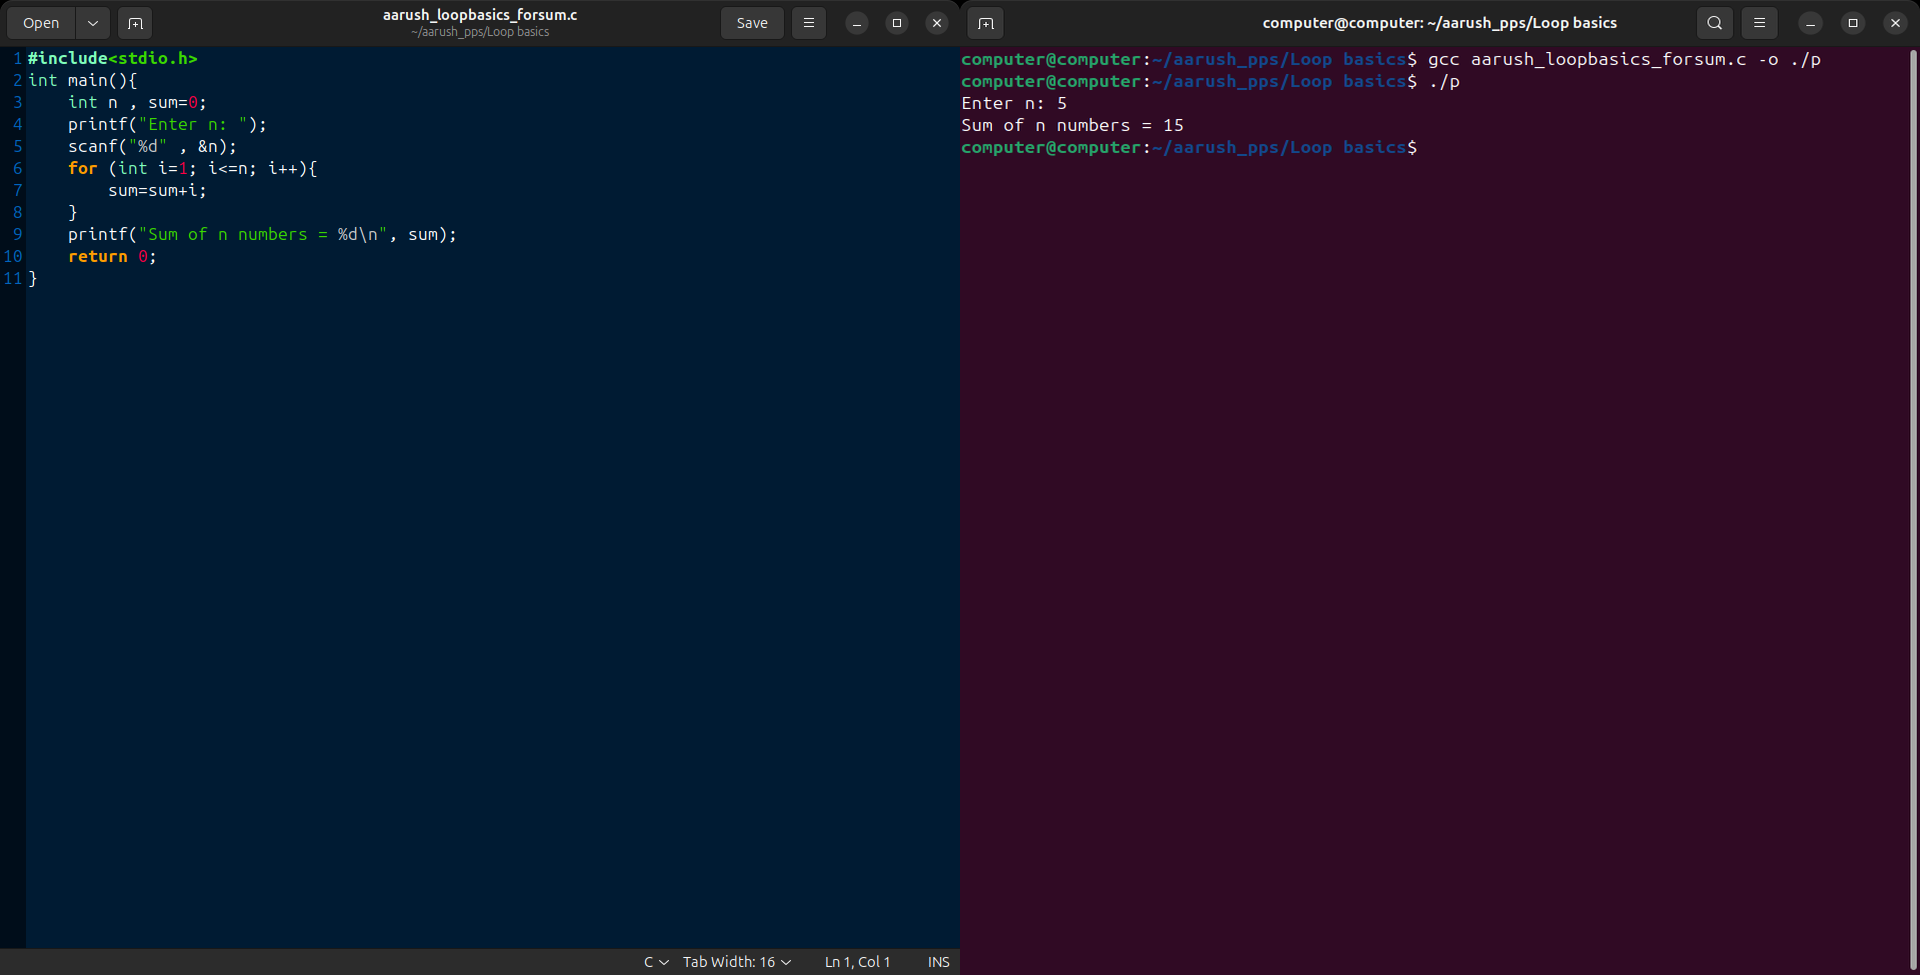 Open
aarush_loopbasics_forsum.c
~/aarush_pps/Loop basics
Save
1 #include<stdio.h>
2 int main(){
3     int n , sum=0;
4     printf("Enter n: ");
5     scanf("%d" , &n);
6     for (int i=1; i<=n; i++){
7         sum=sum+i;
8     }
9     printf("Sum of n numbers = %d\n", sum);
10     return 0;
11 }
C Tab Width: 16 Ln 1, Col 1 INS
computer@computer: ~/aarush_pps/Loop basics
computer@computer:~/aarush_pps/Loop basics$ gcc aarush_loopbasics_forsum.c -o ./p
computer@computer:~/aarush_pps/Loop basics$ ./p
Enter n: 5
Sum of n numbers = 15
computer@computer:~/aarush_pps/Loop basics$